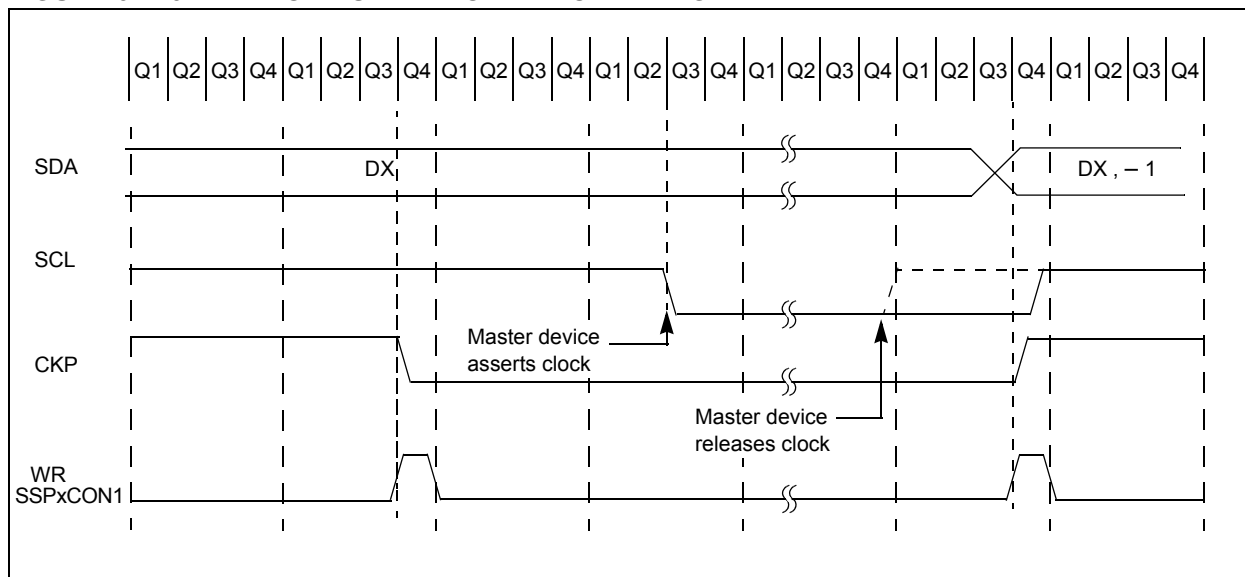 Q1 Q2 Q3 Q4 Q1 Q2 Q3 Q4 Q1 Q2 Q3 Q4 Q1 Q2 Q3 Q4 Q1 Q2 Q3 Q4 Q1 Q2 Q3 Q4 Q1 Q2 Q3 Q4
SDA
DX
DX , – 1
SCL
Master device
asserts clock
CKP
Master device
releases clock
WR
SSPxCON1